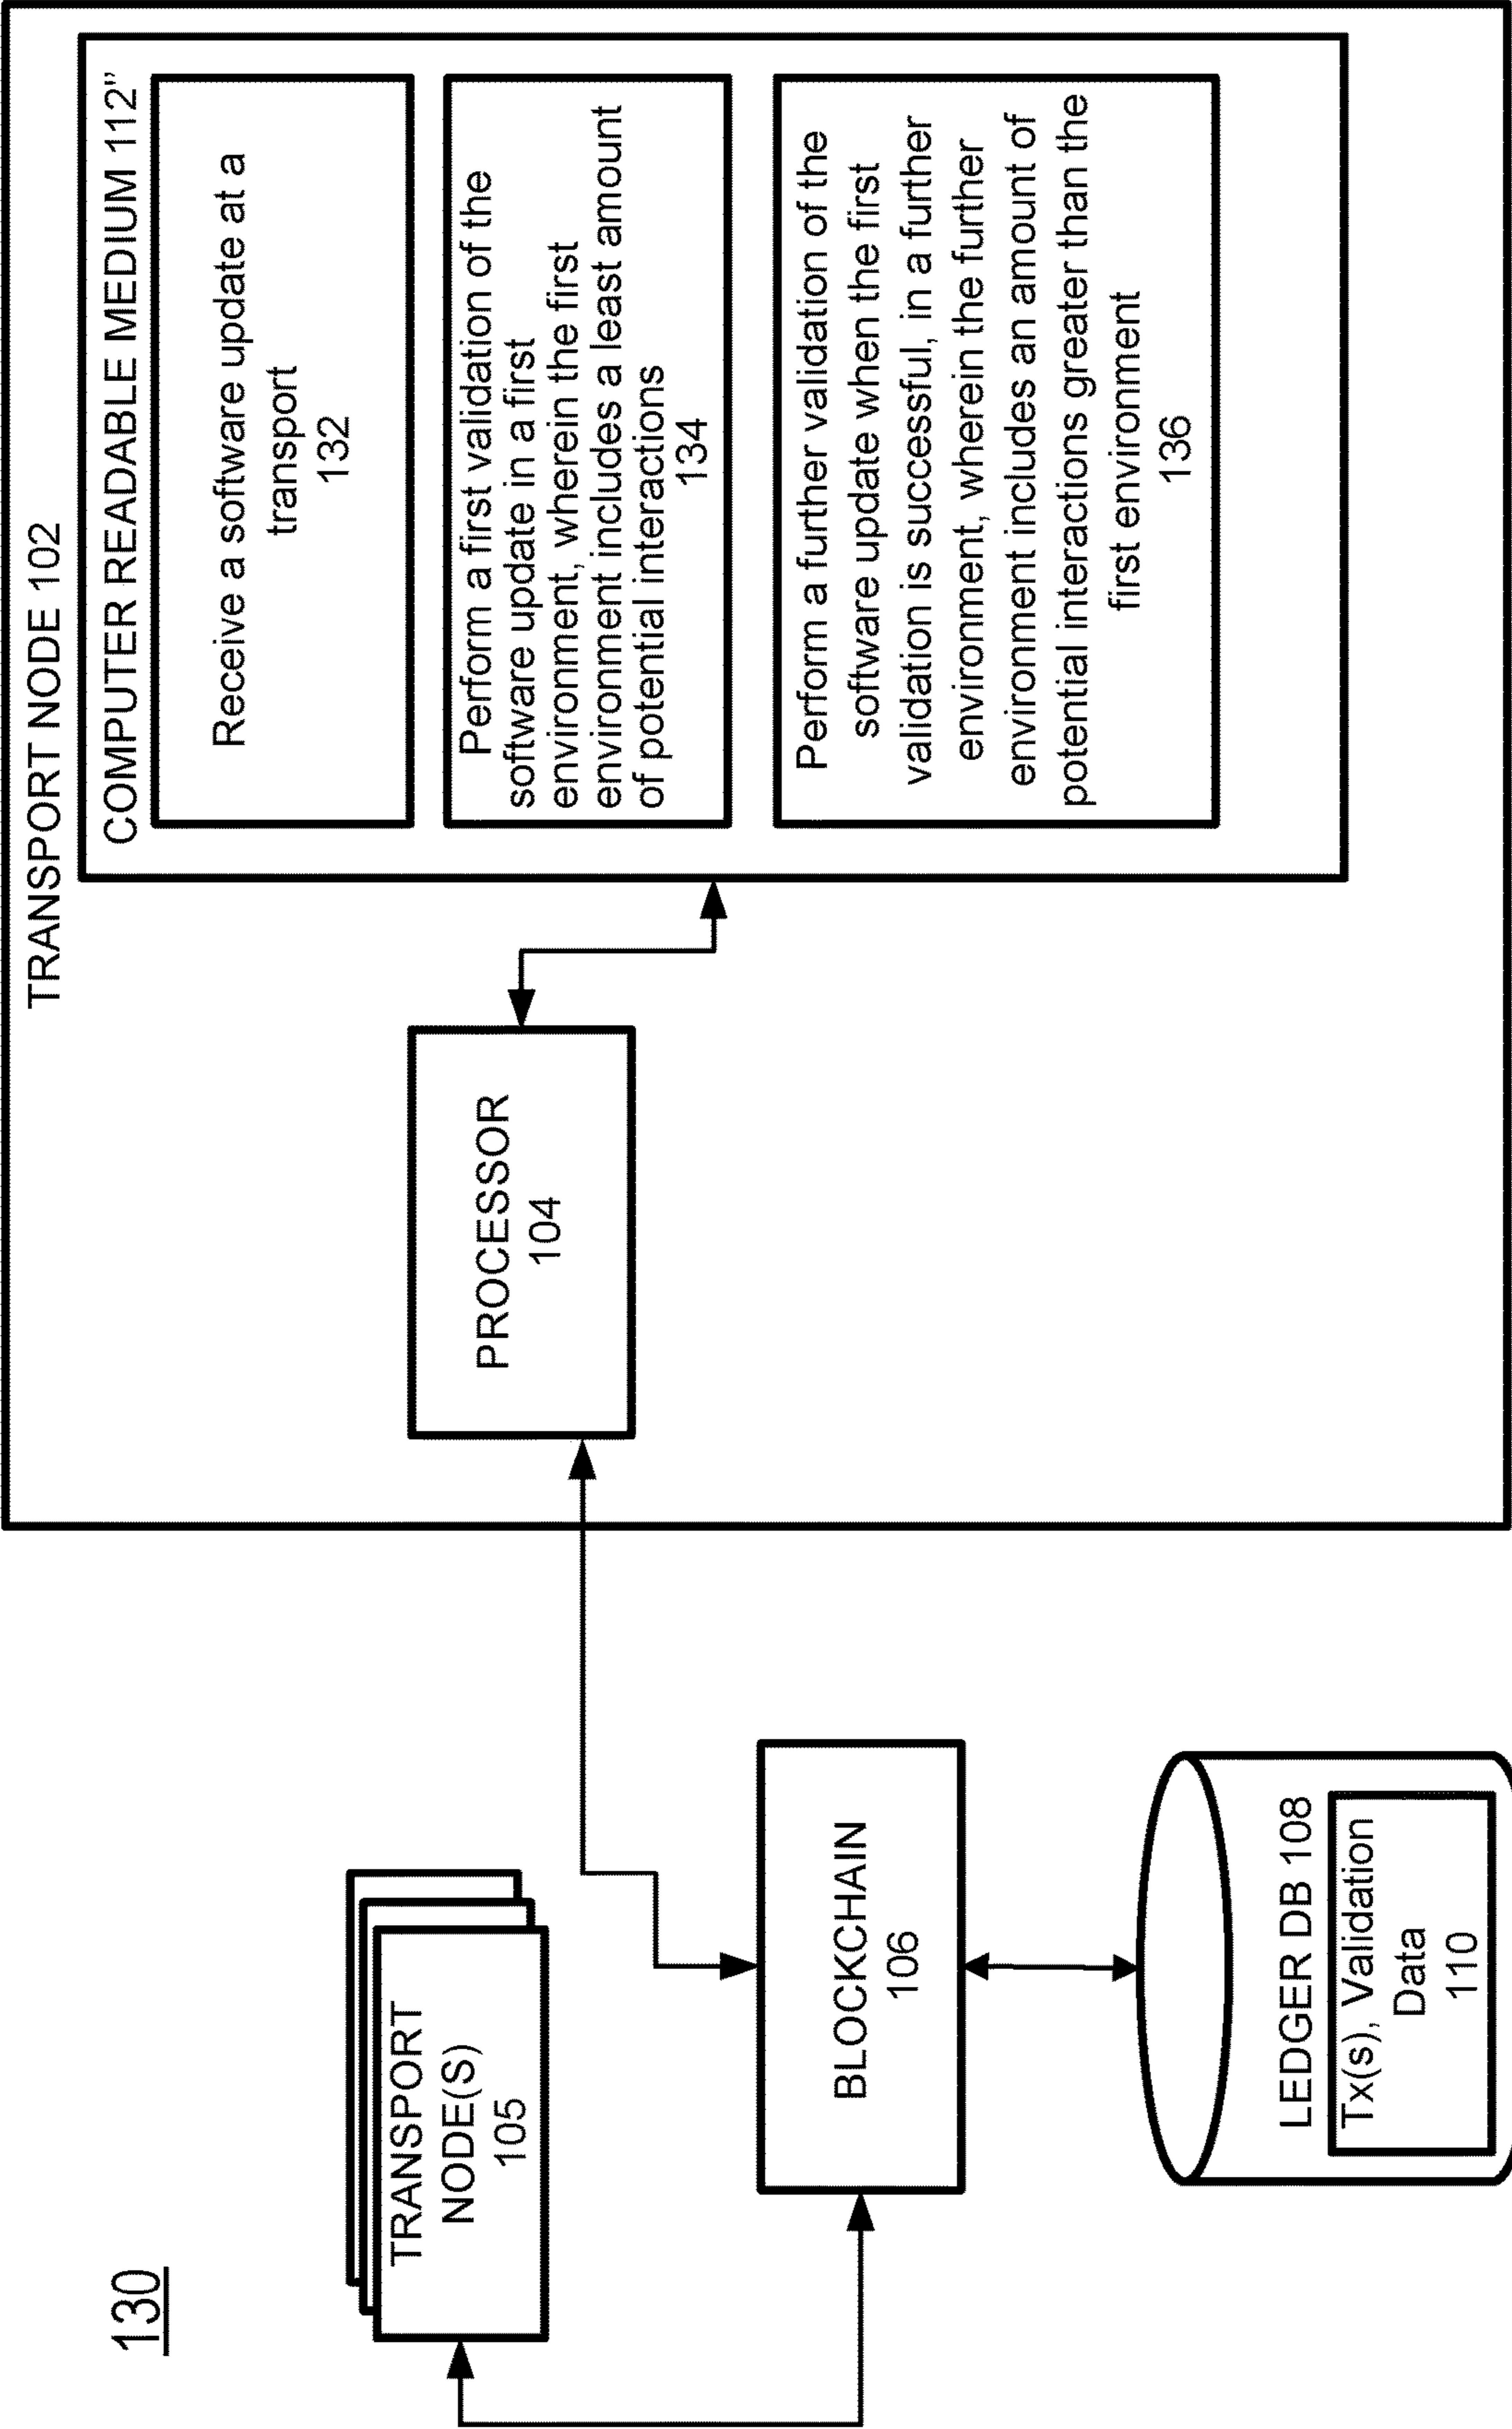 130
TRANSPORT
NODE(S)
105
BLOCKCHAIN
106
LEDGER DB 108
Tx(s), Validation
Data
110
TRANSPORT NODE 102
PROCESSOR
104
COMPUTER READABLE MEDIUM 112”
Receive a software update at a
transport
132
Perform a first validation of the
software update in a first
environment, wherein the first
environment includes a least amount
of potential interactions
134
Perform a further validation of the
software update when the first
validation is successful, in a further
environment, wherein the further
environment includes an amount of
potential interactions greater than the
first environment
136